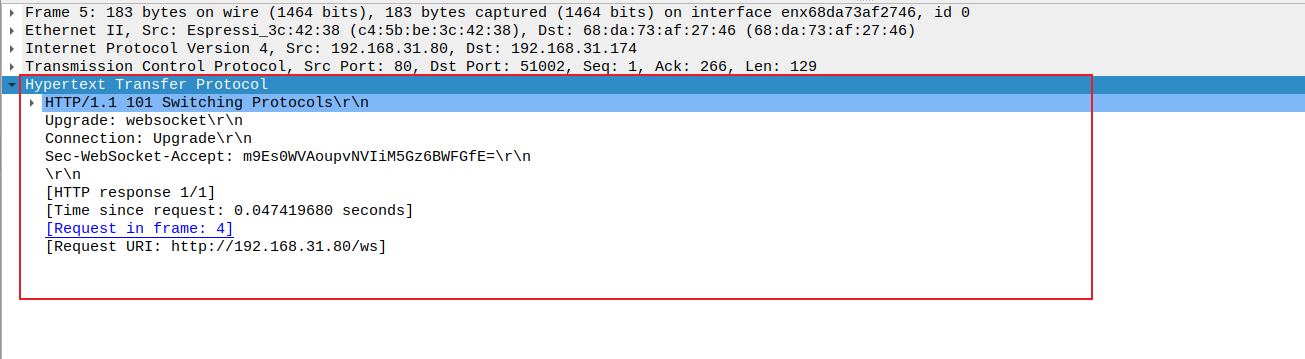 Frame 5: 183 bytes on wire (1464 bits), 183 bytes captured (1464 bits) on interface enx68da73af2746, id 0
Ethernet II, Src: Espressi_3c:42:38 (c4:5b:be:3c:42:38), Dst: 68:da:73:af:27:46 (68:da:73:af:27:46)
Internet Protocol Version 4, Src: 192.168.31.80, Dst: 192.168.31.174
Transmission Control Protocol, Src Port: 80, Dst Port: 51002, Seq: 1, Ack: 266, Len: 129
Hypertext Transfer Protocol
HTTP/1.1 101 Switching Protocols\r\n
Upgrade: websocket\r\n
Connection: Upgrade\r\n
Sec-WebSocket-Accept: m9Es0WVAoupvNVIiM5Gz6BWFGfE=\r\n
\r\n
[HTTP response 1/1]
[Time since request: 0.047419680 seconds]
[Request in frame: 4]
[Request URI: http://192.168.31.80/ws]